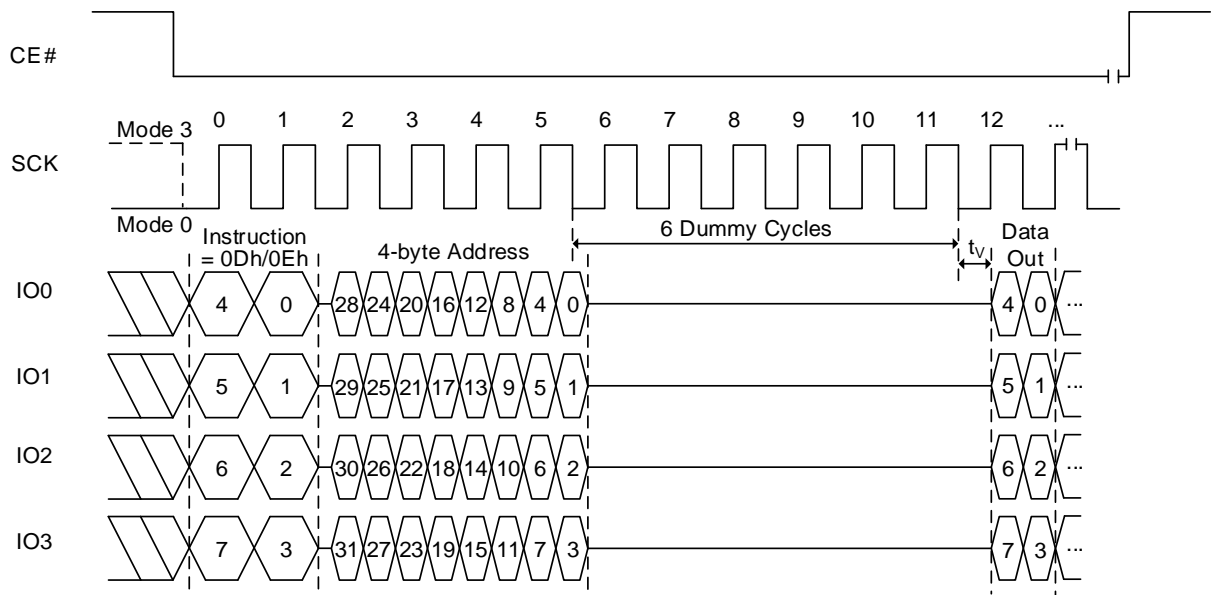 CE#
Mode 3
0 1 2 3 4 5 6 7 8 9 10 11 12 ...
SCK
Mode 0
Instruction
= 0Dh/0Eh
4-byte Address
6 Dummy Cycles
tV
Data
Out
IO0 4 0 28 24 20 16 12 8 4 0 4 0 ...
IO1 5 1 29 25 21 17 13 9 5 1 5 1 ...
IO2 6 2 30 26 22 18 14 10 6 2 6 2 ...
IO3 7 3 31 27 23 19 15 11 7 3 7 3 ...